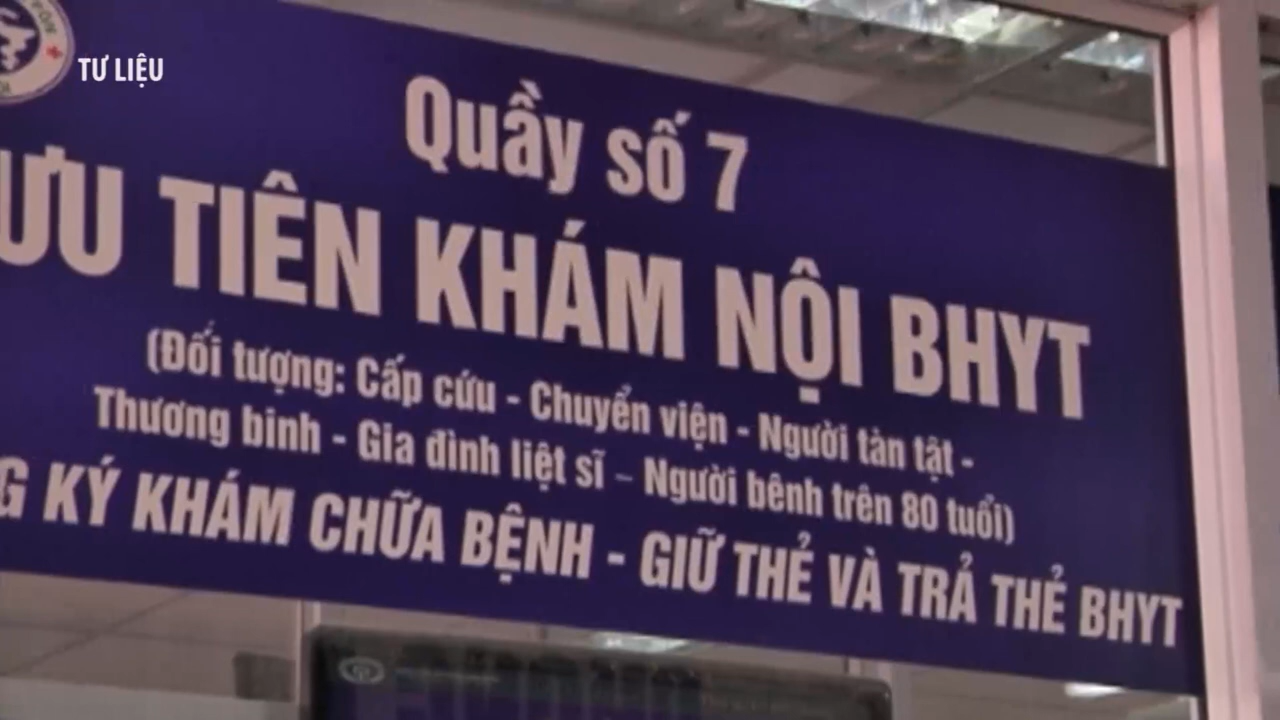 TƯ LIỆU
Quầy số 7
ƯU TIÊN KHÁM NỘI BHYT
(Đối tượng: Cấp cứu - Chuyển viện - Người tàn tật -
Thương binh - Gia đình liệt sĩ – Người bênh trên 80 tuổi)
G KÝ KHÁM CHỮA BỆNH - GIỮ THẺ VÀ TRẢ THẺ BHYT